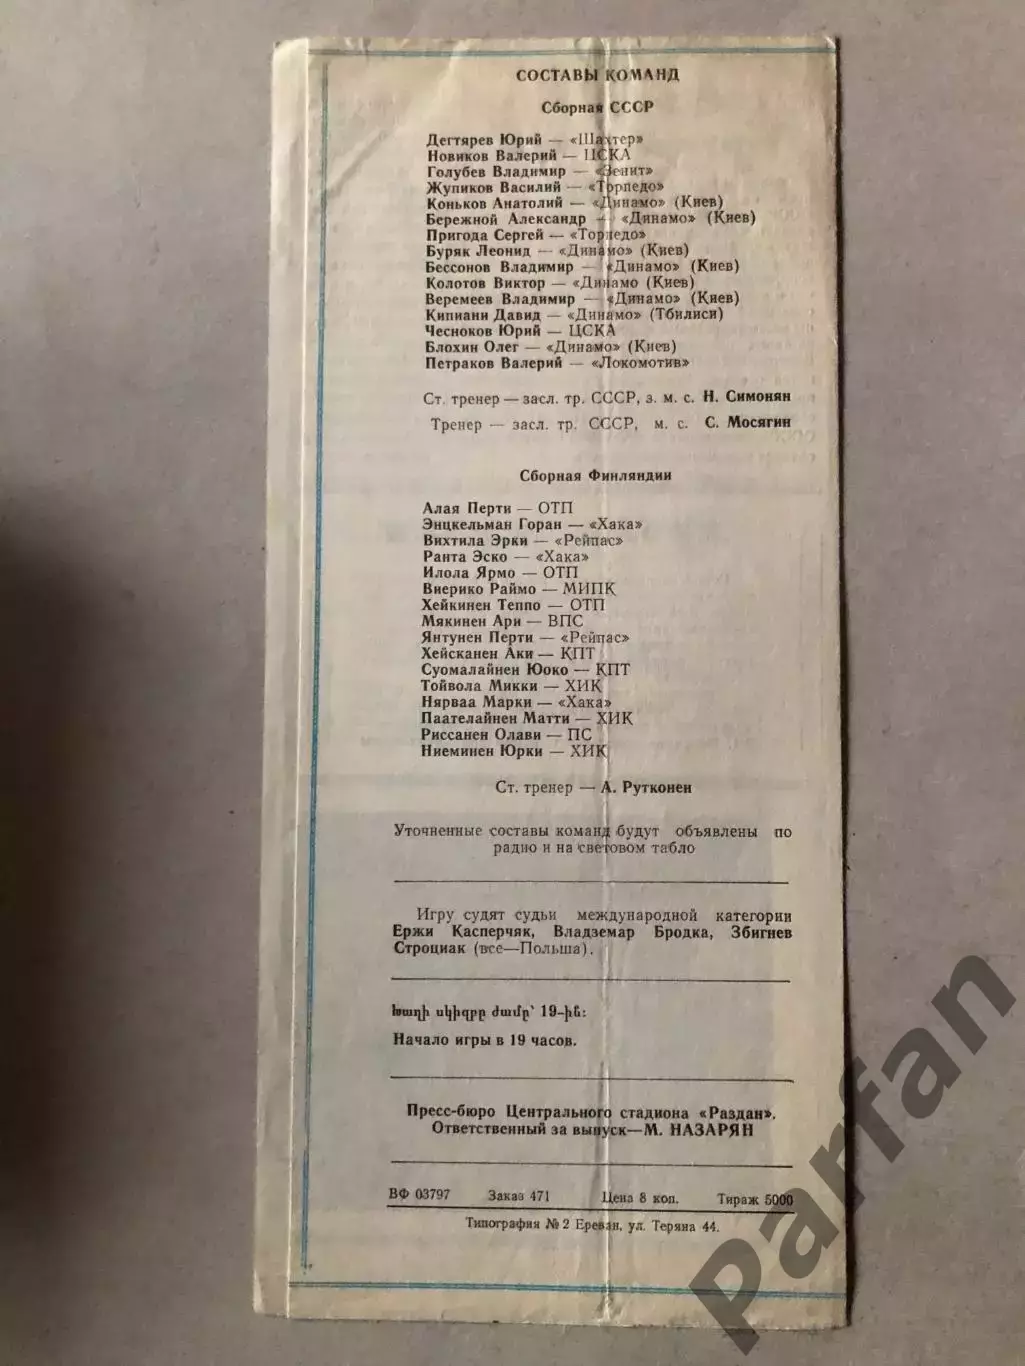 СОСТАВЫ КОМАНД
Сборная СССР
Дегтярев Юрий — «Шахтер»
Новиков Валерий — ЦСКА
Голубев Владимир — «Зенит»
Жупиков Василий — «Торпедо»
Коньков Анатолий — «Динамо» (Киев)
Бережной Александр — «Динамо» (Киев)
Пригода Сергей — «Торпедо»
Буряк Леонид — «Динамо» (Киев)
Бессонов Владимир — «Динамо» (Киев)
Колотов Виктор — «Динамо (Киев)
Веремеев Владимир — «Динамо» (Киев)
Кипиани Давид — «Динамо» (Тбилиси)
Чесноков Юрий — ЦСКА
Блохин Олег — «Динамо» (Киев)
Петраков Валерий — «Локомотив»
Ст. тренер — засл. тр. СССР, з. м. с. Н. Симонян
Тренер — засл. тр. СССР, м. с. С. Мосягин
Сборная Финляндии
Алая Перти — ОТП
Энцкельман Горан — «Хака»
Вихтила Эрки — «Рейпас»
Ранта Эско — «Хака»
Илола Ярмо — ОТП
Виерико Раймо — МИПК
Хейкинен Теппо — ОТП
Мякинен Ари — ВПС
Янтунен Перти — «Рейпас»
Хейсканен Аки — КПТ
Суомалайнен Юоко — КПТ
Тойвола Микки — ХИК
Нярваа Марки — «Хака»
Паателайнен Матти — ХИК
Риссанен Олави — ПС
Ниеминен Юрки — ХИК
Ст. тренер — А. Рутконен
Уточненные составы команд будут объявлены по
радио и на световом табло
Игру судят судьи международной категории
Ержи Касперчяк, Владземар Бродка, Збигнев
Строциак (все—Польша).
Խաղի սկիզբը ժամը՝ 19-ին:
Начало игры в 19 часов.
Пресс-бюро Центрального стадиона «Раздан».
Ответственный за выпуск—М. НАЗАРЯН
ВФ 03797 Заказ 471 Цена 8 коп. Тираж 5000
Типография № 2 Ереван, ул. Теряна 44.
Parfan